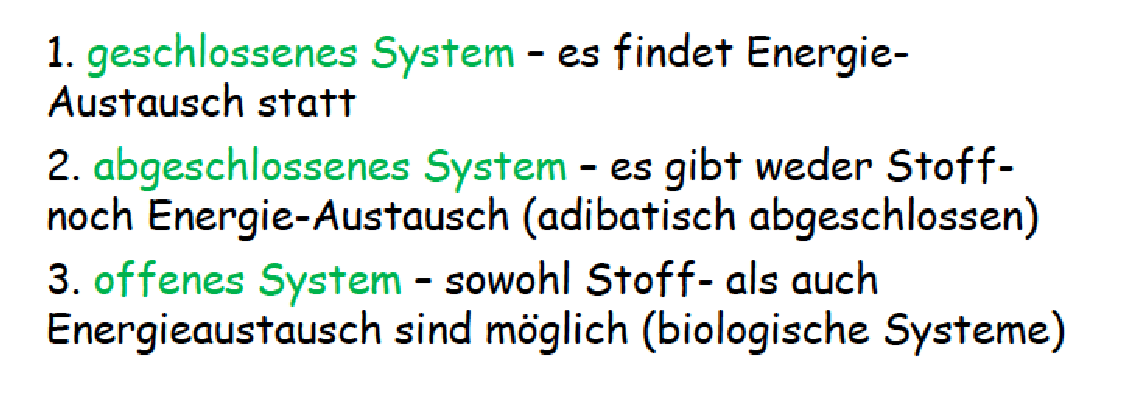 1. geschlossenes System – es findet Energie-
Austausch statt
2. abgeschlossenes System – es gibt weder Stoff-
noch Energie-Austausch (adibatisch abgeschlossen)
3. offenes System – sowohl Stoff- als auch
Energieaustausch sind möglich (biologische Systeme)